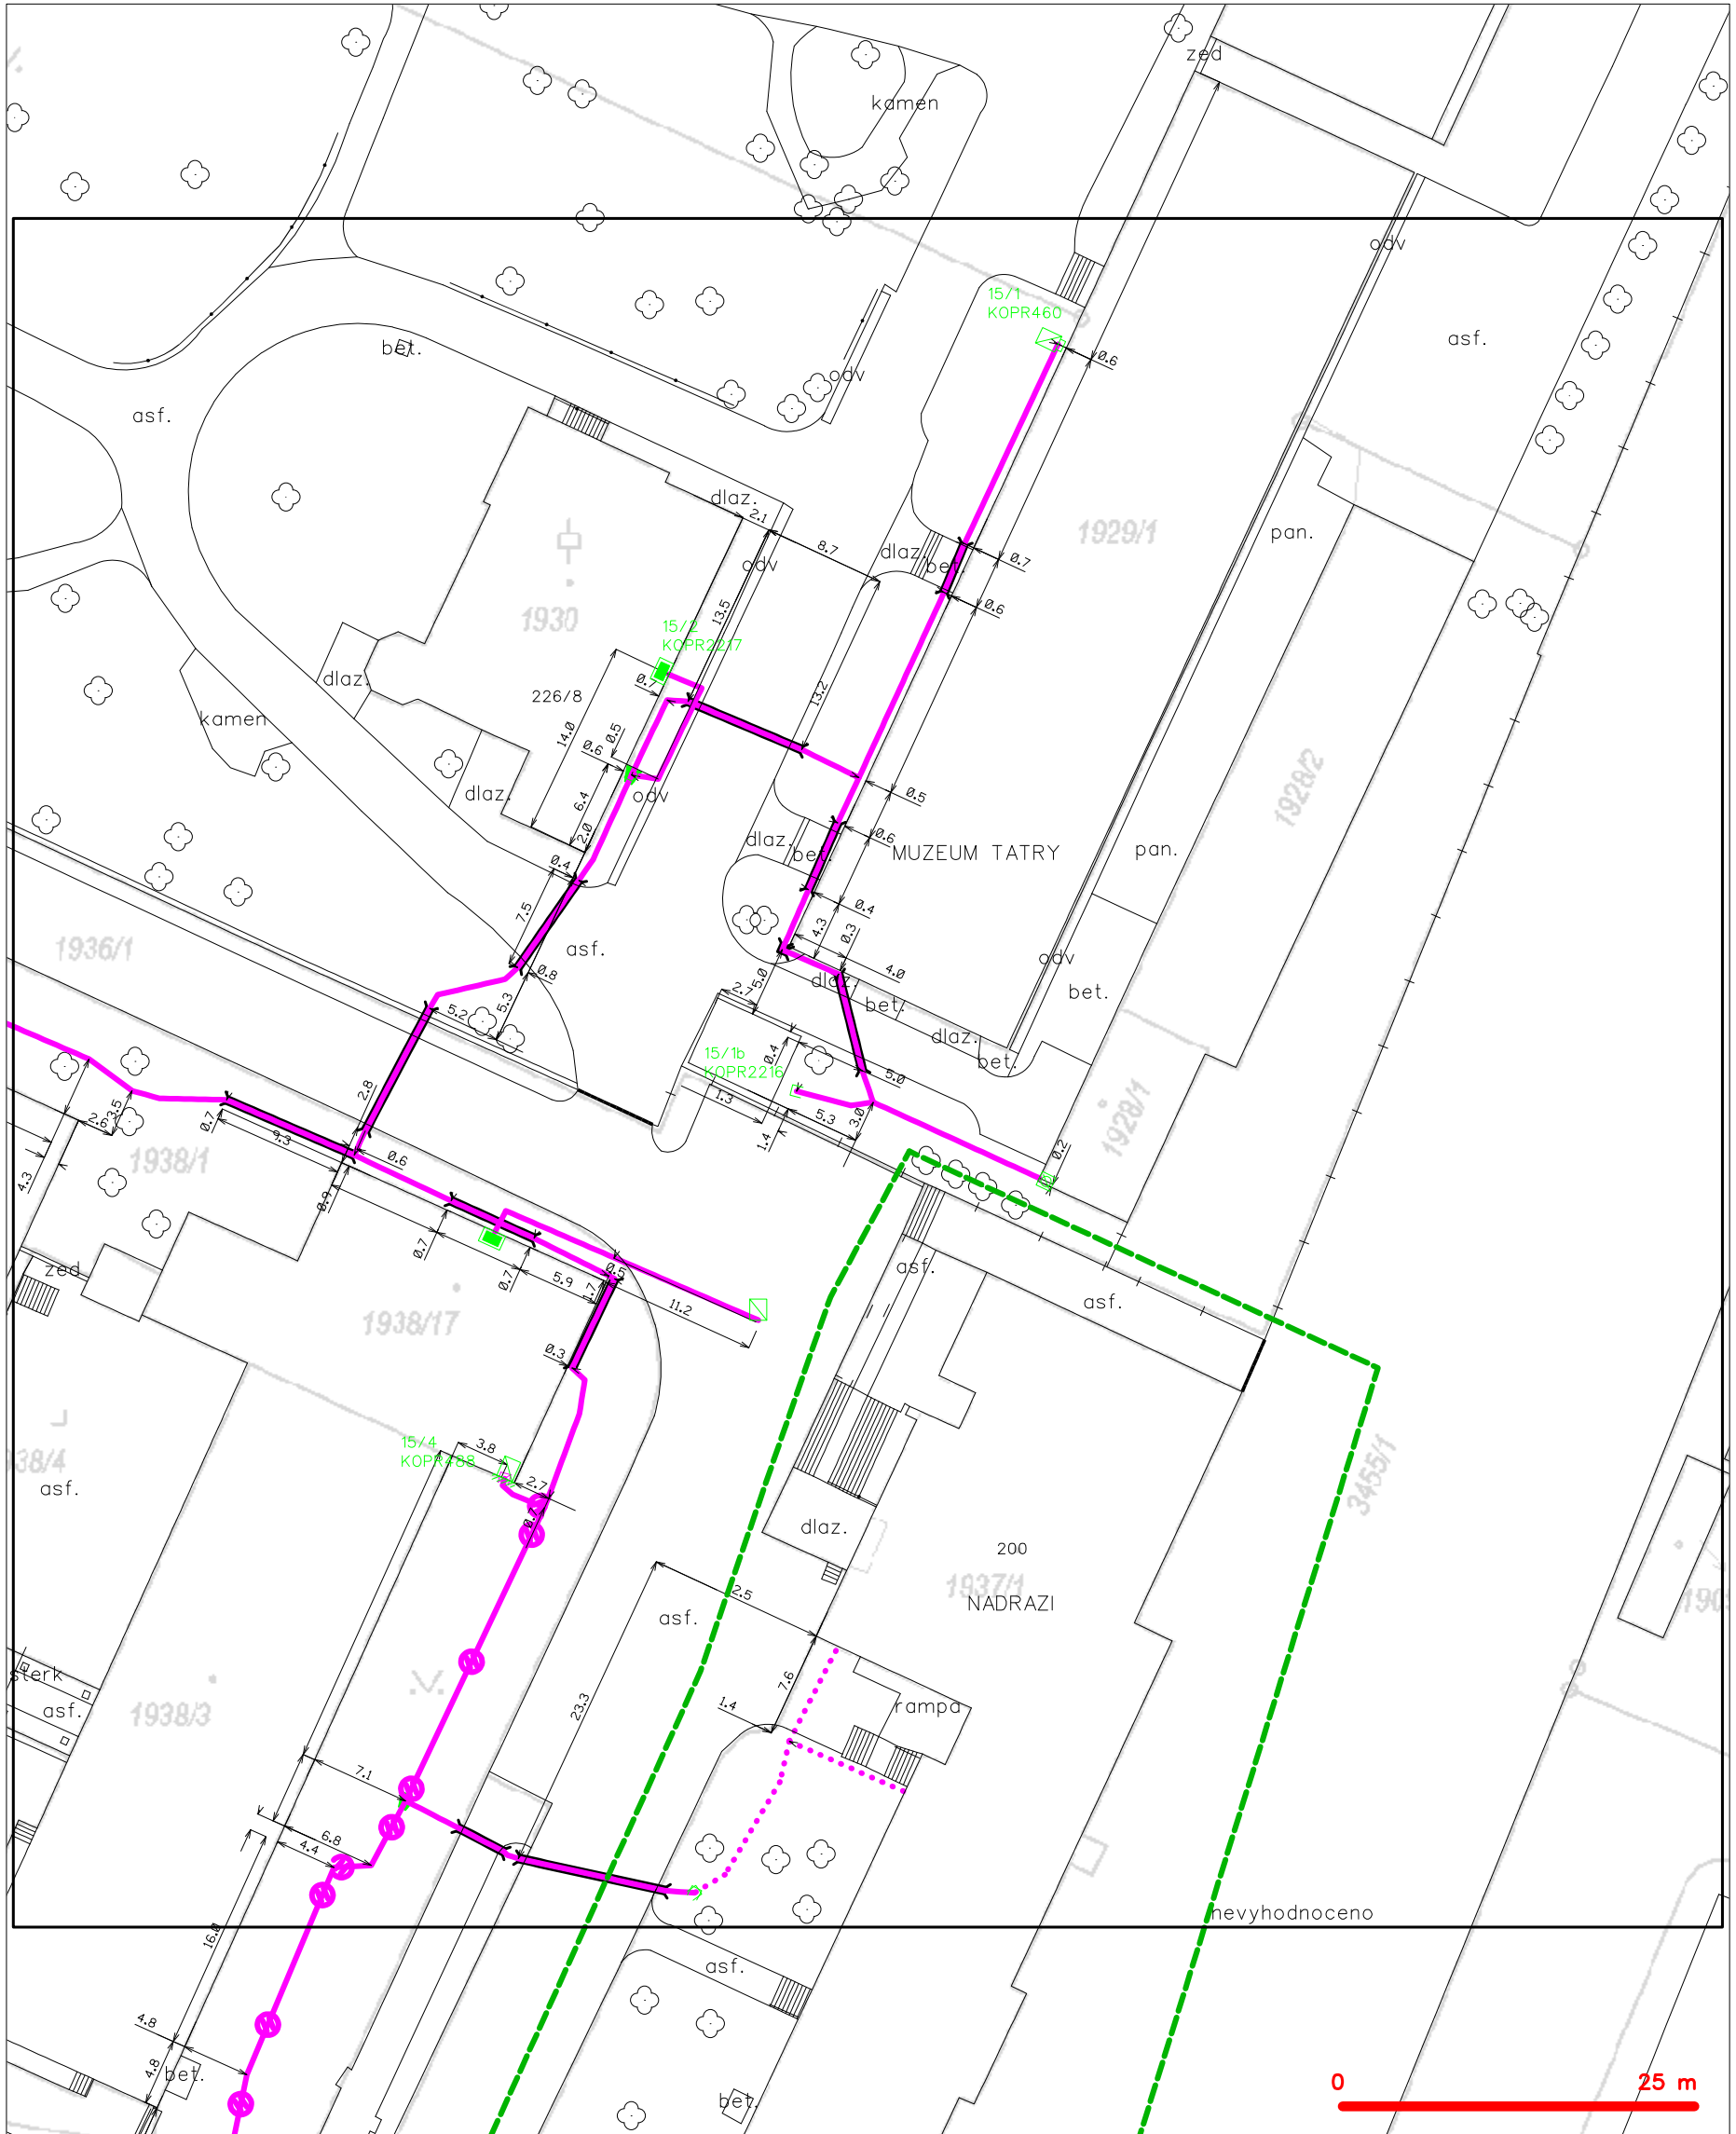 zed
kamen
odv
15/1
KOPR460
0.6
asf.
bet.
odv
asf.
dlaz.
2.1
8.7
1929/1
pan.
dlaz.
bet.
0.7
odv
1930
13.5
0.6
15/2
KOPR2217
dlaz.
0.7
226/8
13.2
kamen
14.0
0.5
0.6
1928/2
dlaz.
6.4
odv
0.5
2.0
0.6
dlaz.
bet.
MUZEUM TATRY
pan.
0.4
7.5
0.4
4.3
0.3
1936/1
asf.
odv
0.8
5.0
4.0
dlaz.
bet.
bet.
2.7
5.3
5.2
dlaz.
bet.
15/1b
KOPR2216
0.4
5.0
1.3
5.3
3.0
1.4
1928/1
2.8
2.6
3.5
0.7
9.3
0.6
1938/1
4.3
0.9
0.2
0.7
zed
0.5
0.7
5.9
1.7
11.2
asf.
asf.
1938/17
0.3
15/4
KOPR488
3.8
2.7
938/4
asf.
3455/1
dlaz.
200
1937/1
NADRAZI
2.5
asf.
sterk
asf.
7.6
1938/3
23.3
1.4
rampa
7.1
6.8
4.4
nevyhodnoceno
16.0
asf.
4.8
4.8
bet.
bet.
0
25 m